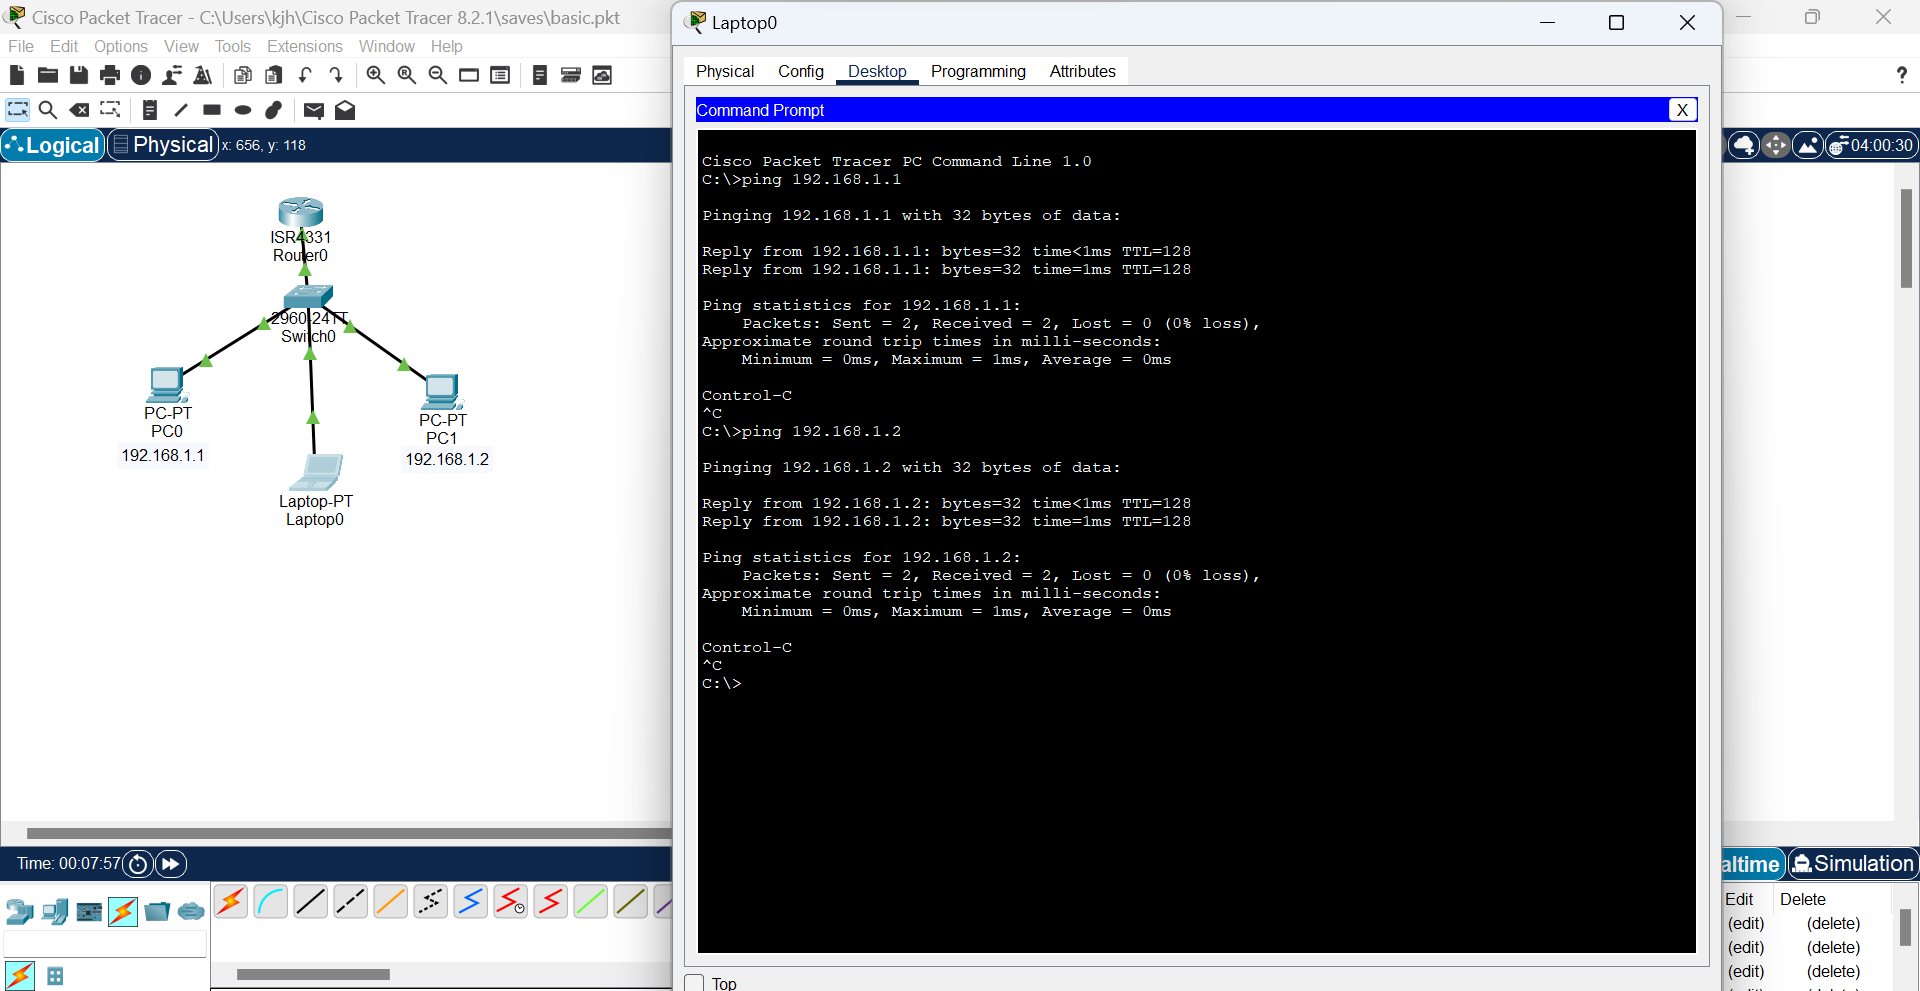 Cisco Packet Tracer - C:\Users\kjh\Cisco Packet Tracer 8.2.1\saves\basic.pkt
File Edit Options View Tools Extensions Window Help
?
Logical Physical x: 656, y: 118
04:00:30
ISR4331
Router0
2960-24TT
Switch0
PC-PT
PC0
192.168.1.1
PC-PT
PC1
192.168.1.2
Laptop-PT
Laptop0
Time: 00:07:57
Laptop0
Physical Config Desktop Programming Attributes
Command Prompt X
Cisco Packet Tracer PC Command Line 1.0
C:\>ping 192.168.1.1
Pinging 192.168.1.1 with 32 bytes of data:
Reply from 192.168.1.1: bytes=32 time<1ms TTL=128
Reply from 192.168.1.1: bytes=32 time=1ms TTL=128
Ping statistics for 192.168.1.1:
Packets: Sent = 2, Received = 2, Lost = 0 (0% loss),
Approximate round trip times in milli-seconds:
Minimum = 0ms, Maximum = 1ms, Average = 0ms
Control-C
^C
C:\>ping 192.168.1.2
Pinging 192.168.1.2 with 32 bytes of data:
Reply from 192.168.1.2: bytes=32 time<1ms TTL=128
Reply from 192.168.1.2: bytes=32 time=1ms TTL=128
Ping statistics for 192.168.1.2:
Packets: Sent = 2, Received = 2, Lost = 0 (0% loss),
Approximate round trip times in milli-seconds:
Minimum = 0ms, Maximum = 1ms, Average = 0ms
Control-C
^C
C:\>
Top
altime Simulation
Edit Delete
(edit) (delete)
(edit) (delete)
(edit) (delete)